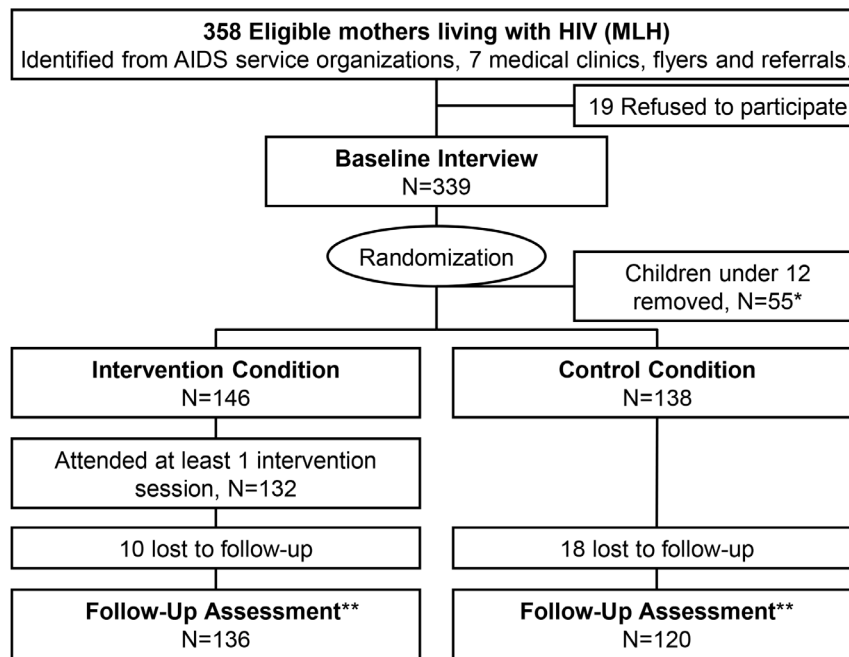 358 Eligible mothers living with HIV (MLH)
Identified from AIDS service organizations, 7 medical clinics, flyers and referrals.
19 Refused to participate
Baseline Interview
N=339
Randomization
Children under 12
removed, N=55*
Intervention Condition
N=146
Control Condition
N=138
Attended at least 1 intervention
session, N=132
10 lost to follow-up
18 lost to follow-up
Follow-Up Assessment**
N=136
Follow-Up Assessment**
N=120